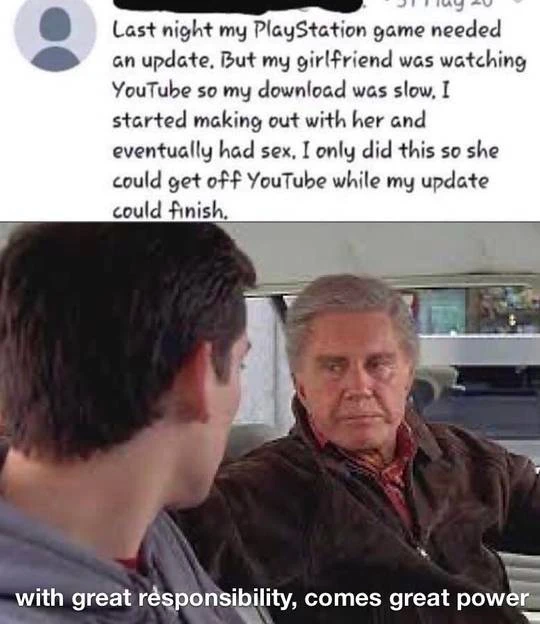 Last night my PlayStation game needed
an update. But my girlfriend was watching
YouTube so my download was slow. I
started making out with her and
eventually had sex. I only did this so she
could get off YouTube while my update
could finish.
with great responsibility, comes great power